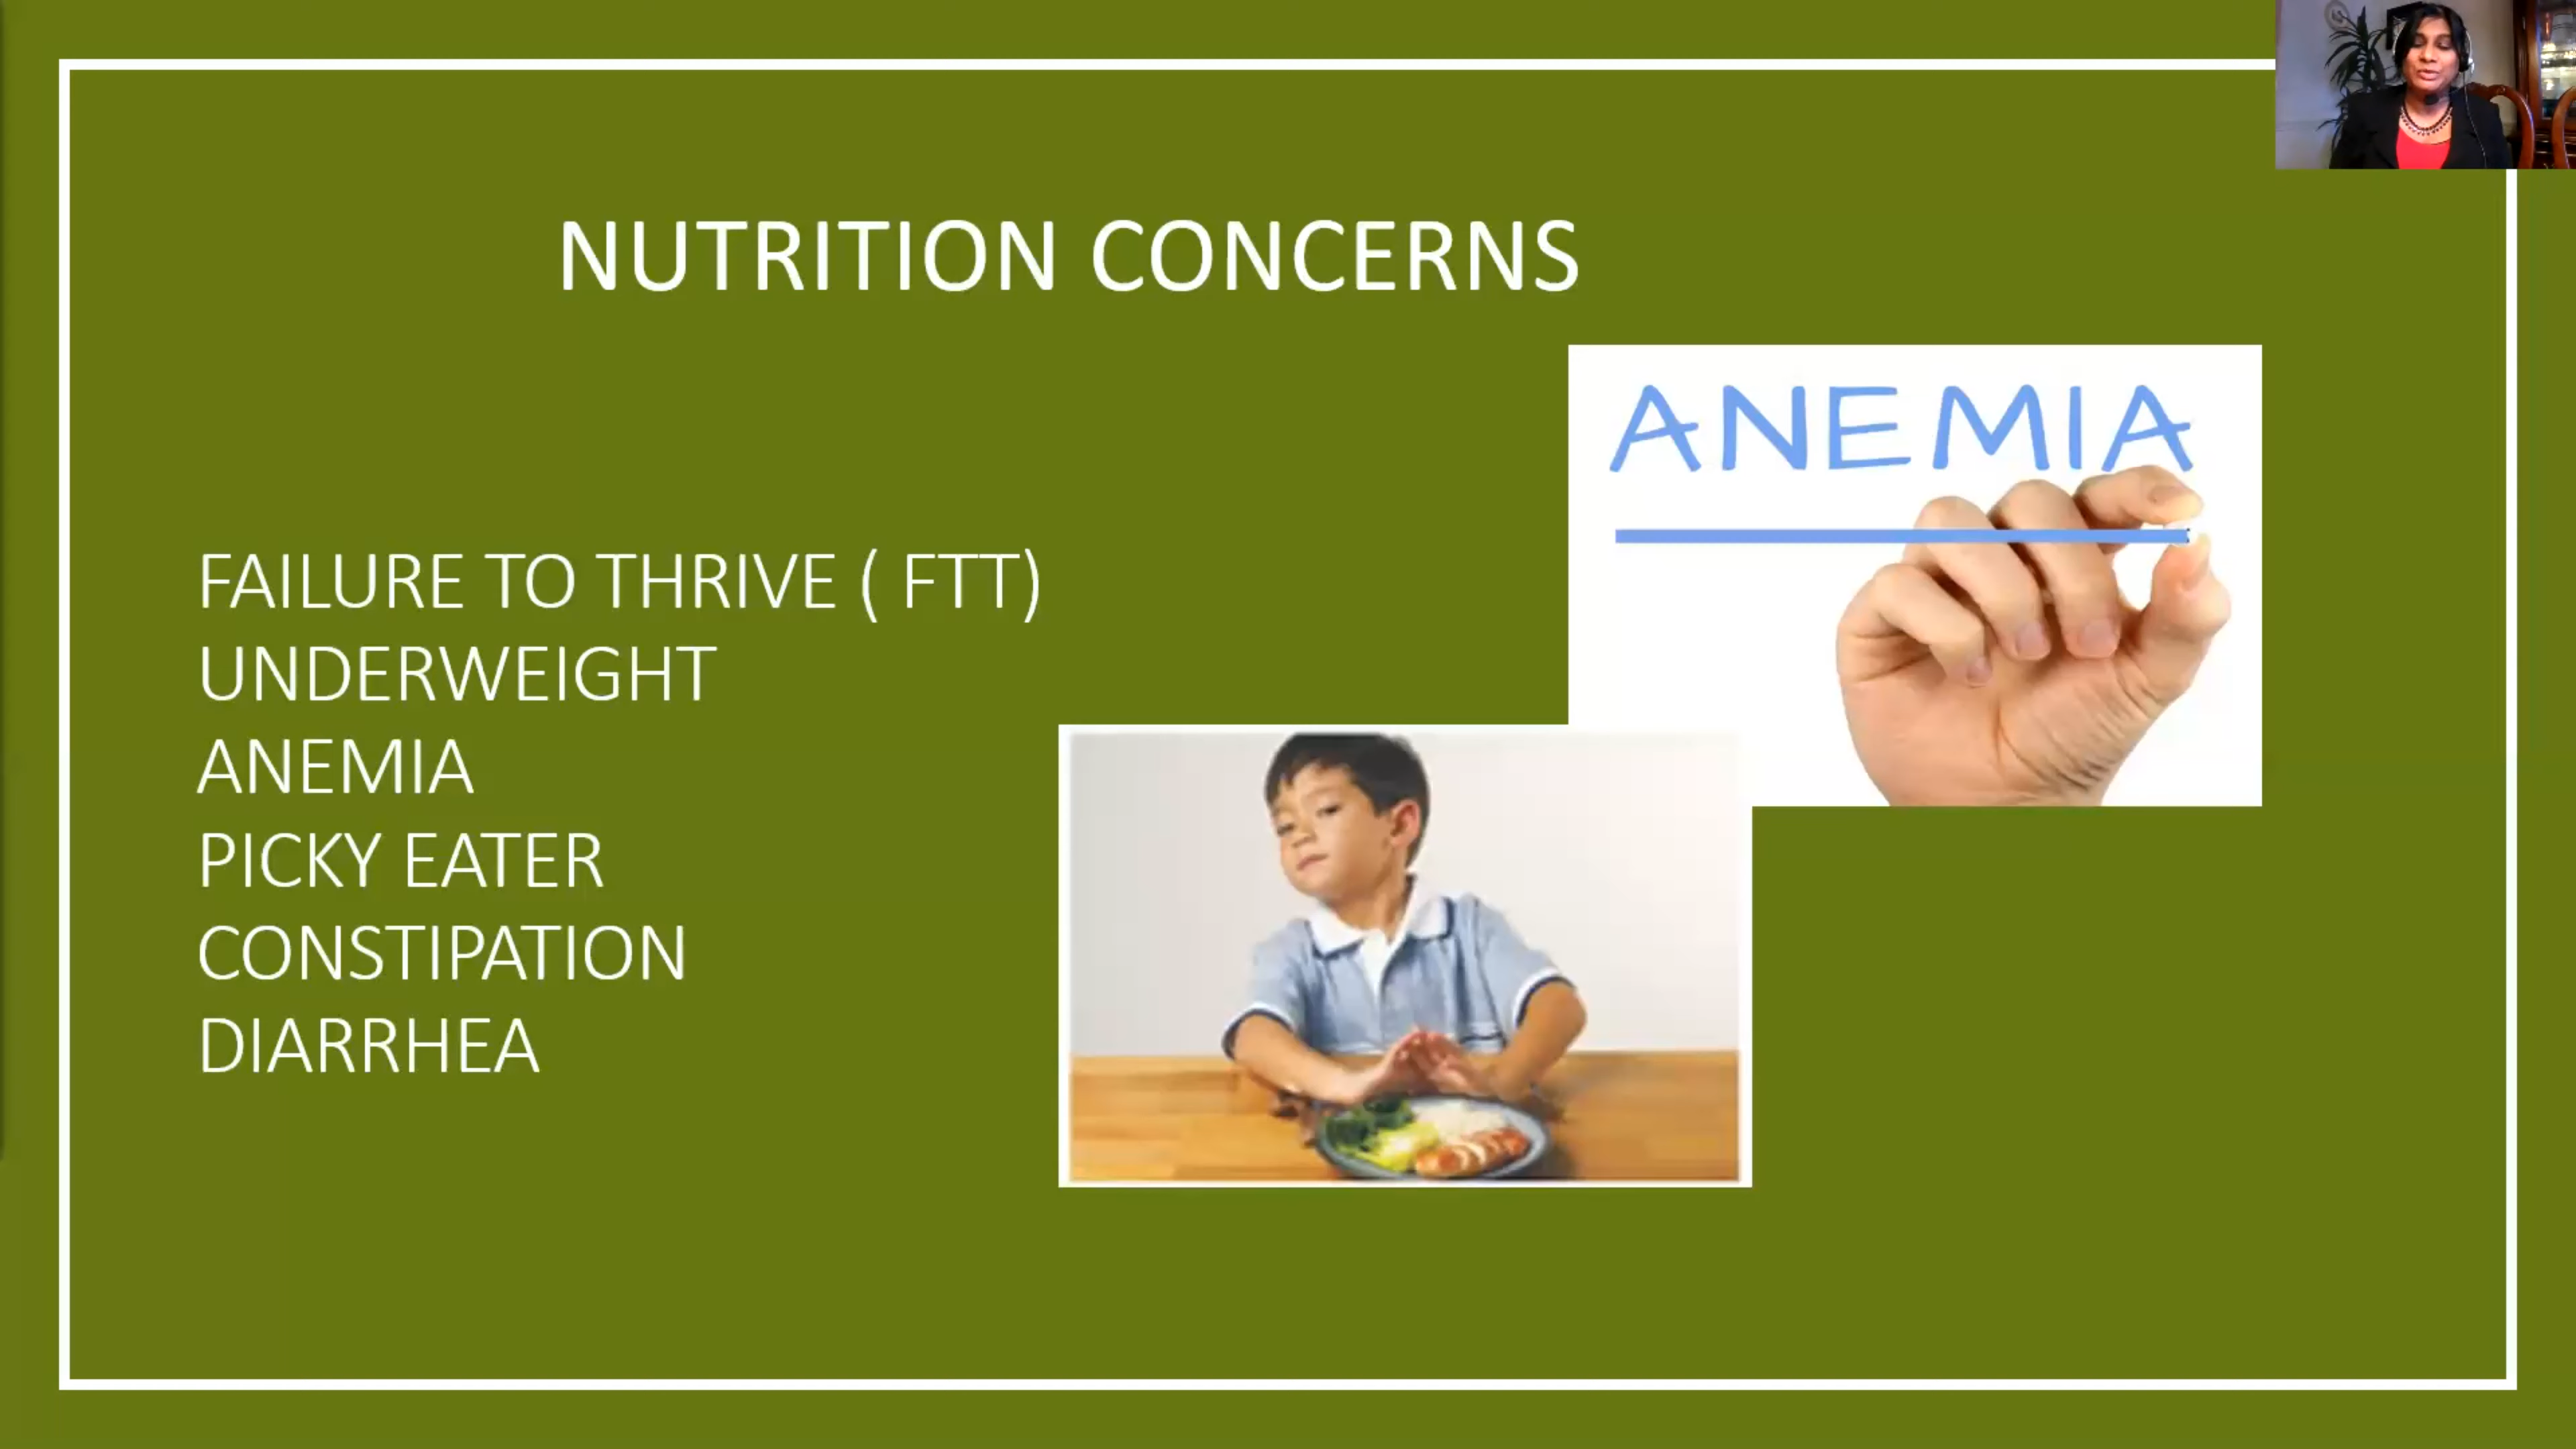 NUTRITION CONCERNS
ANEMIA
FAILURE TO THRIVE ( FTT)
UNDERWEIGHT
ANEMIA
PICKY EATER
CONSTIPATION
DIARRHEA